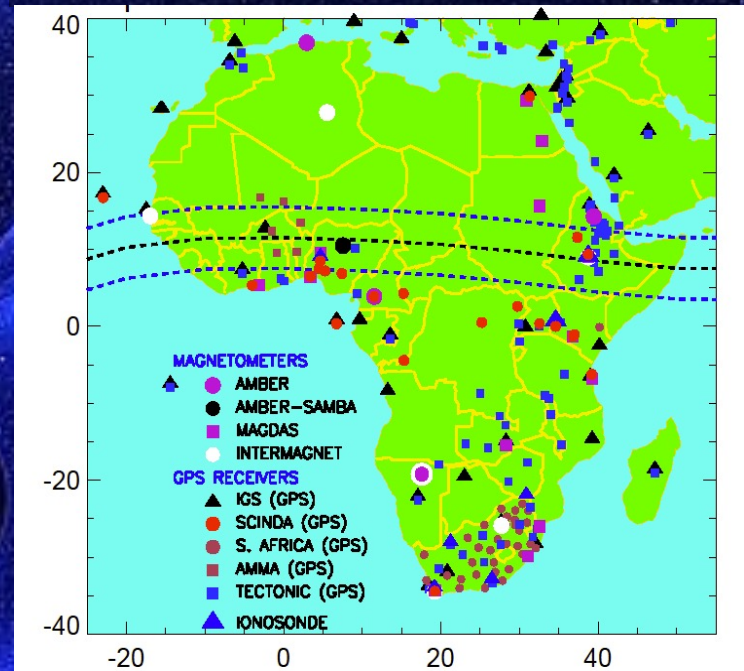 40
20
0
-20
-40
MAGNETOMETERS
AMBER
AMBER-SAMBA
MAGDAS
INTERMAGNET
GPS RECEIVERS
IGS (GPS)
SCINDA (GPS)
S. AFRICA (GPS)
AMMA (GPS)
TECTONIC (GPS)
IONOSONDE
-20
0
20
40